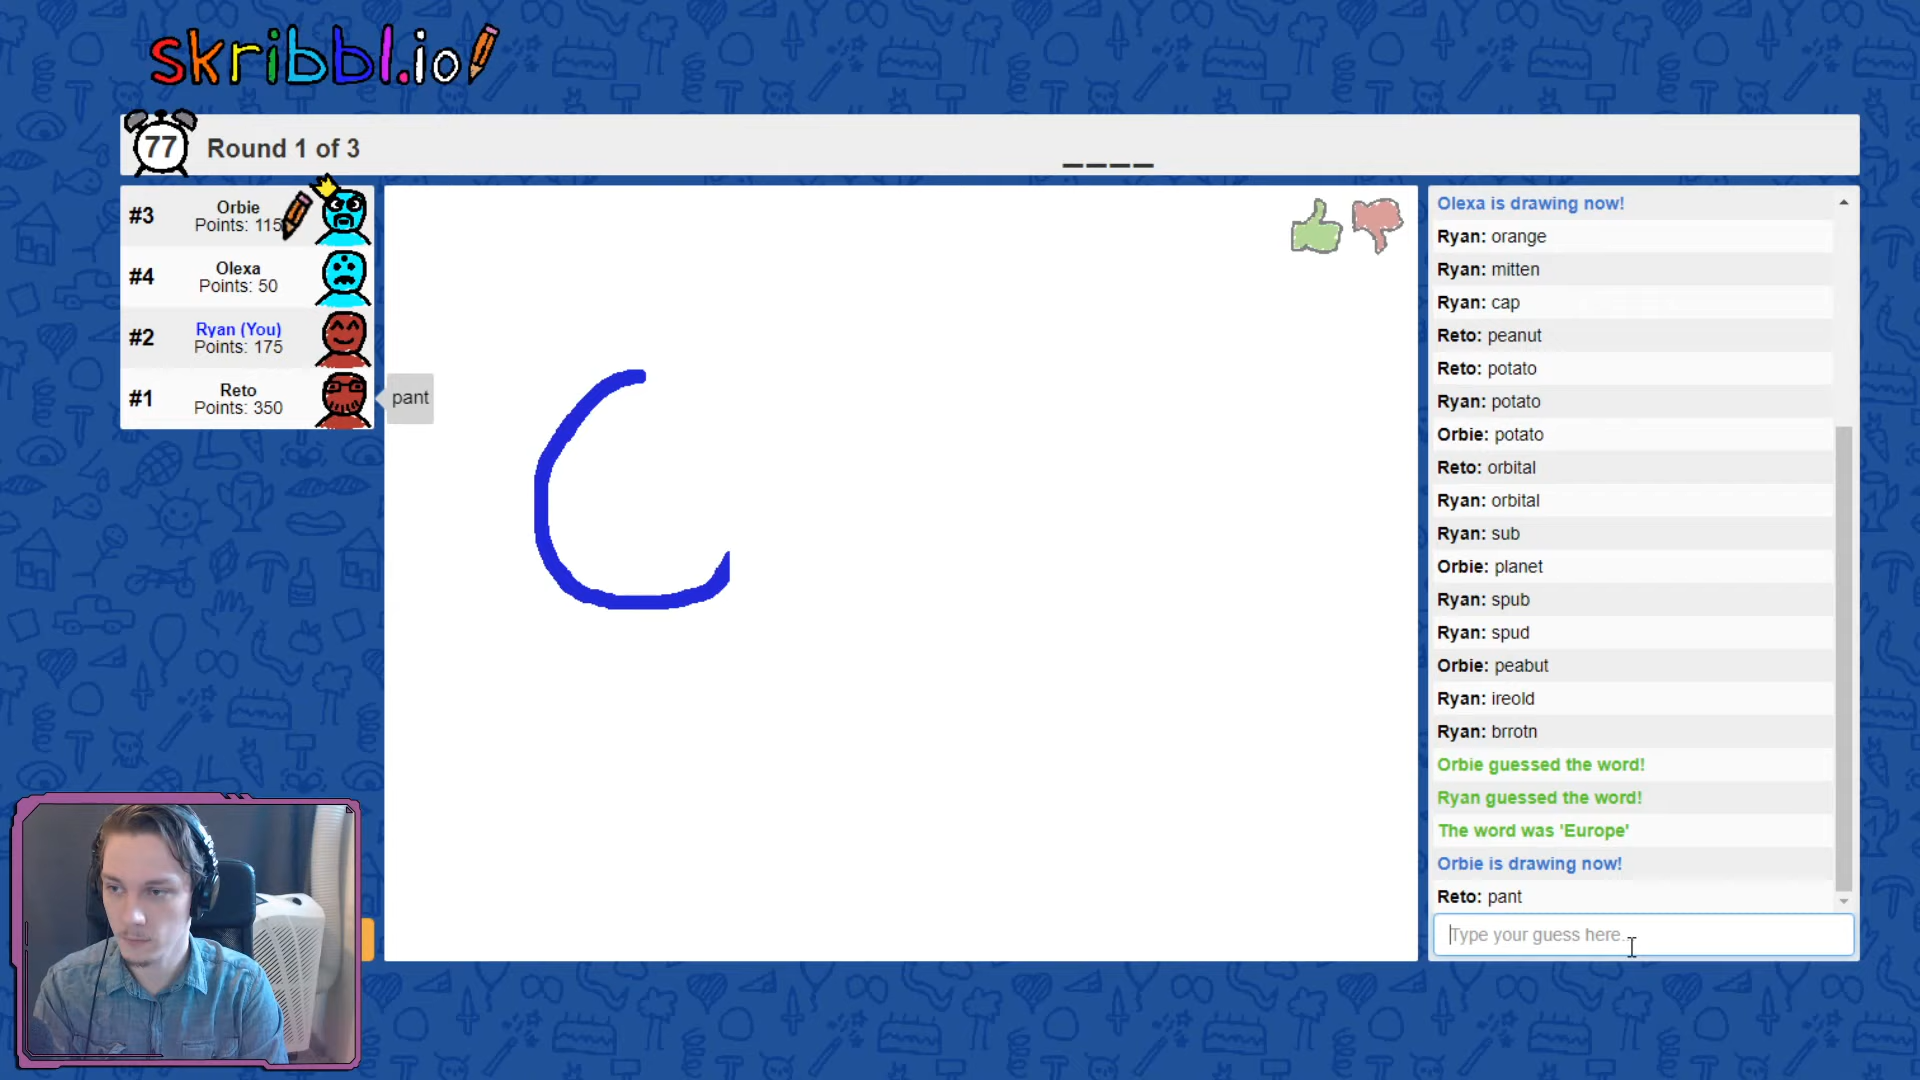 skribbl.io
77
Round 1 of 3
_ _ _ _
#3
Orbie
Points: 115
#4
Olexa
Points: 50
#2
Ryan (You)
Points: 175
#1
Reto
Points: 350
pant
Olexa is drawing now!
Ryan: orange
Ryan: mitten
Ryan: cap
Reto: peanut
Reto: potato
Ryan: potato
Orbie: potato
Reto: orbital
Ryan: orbital
Ryan: sub
Orbie: planet
Ryan: spub
Ryan: spud
Orbie: peabut
Ryan: ireold
Ryan: brrotn
Orbie guessed the word!
Ryan guessed the word!
The word was 'Europe'
Orbie is drawing now!
Reto: pant
Type your guess here...